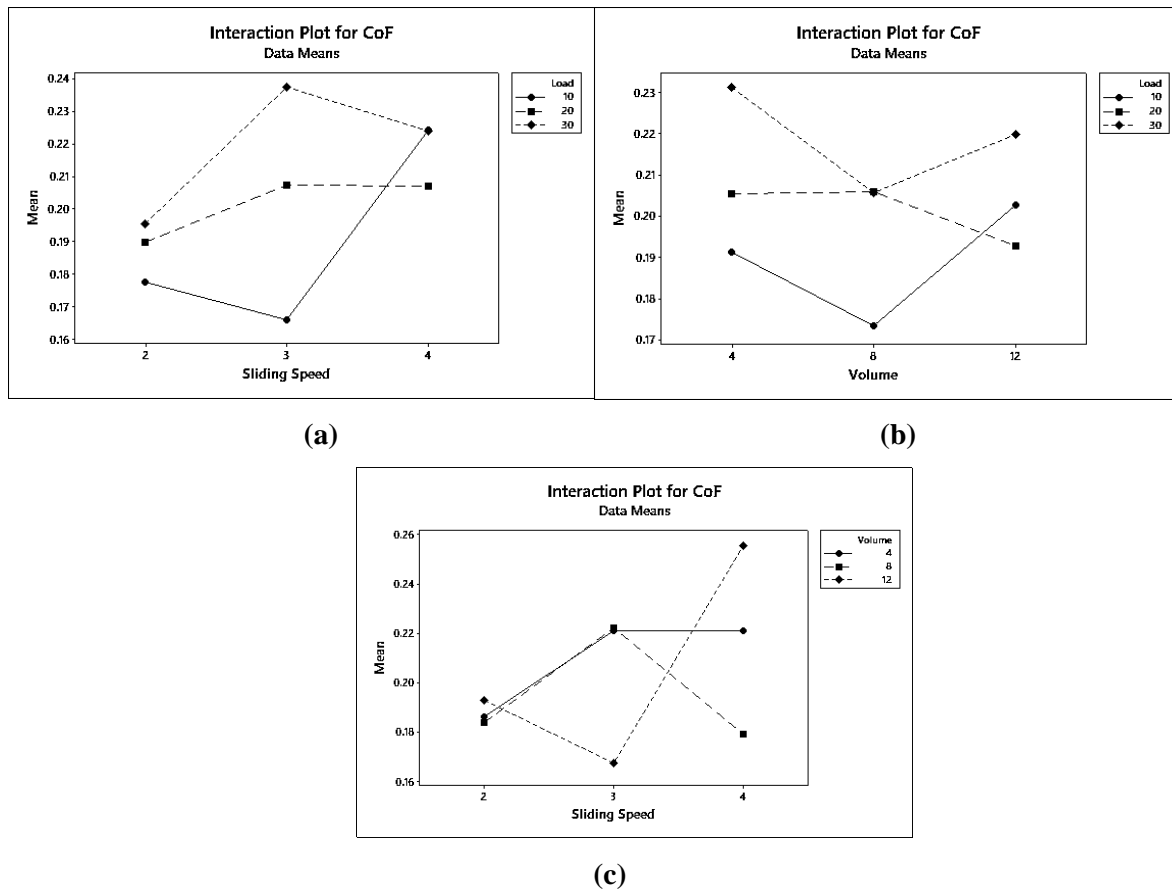 Interaction Plot for CoF
Data Means
Load
10
20
30
0.24
0.23
0.22
0.21
0.20
0.19
0.18
0.17
0.16
Mean
2 3 4
Sliding Speed
(a)
Interaction Plot for CoF
Data Means
Load
10
20
30
0.23
0.22
0.21
0.20
0.19
0.18
0.17
Mean
4 8 12
Volume
(b)
Interaction Plot for CoF
Data Means
Volume
4
8
12
0.26
0.24
0.22
0.20
0.18
0.16
Mean
2 3 4
Sliding Speed
(c)